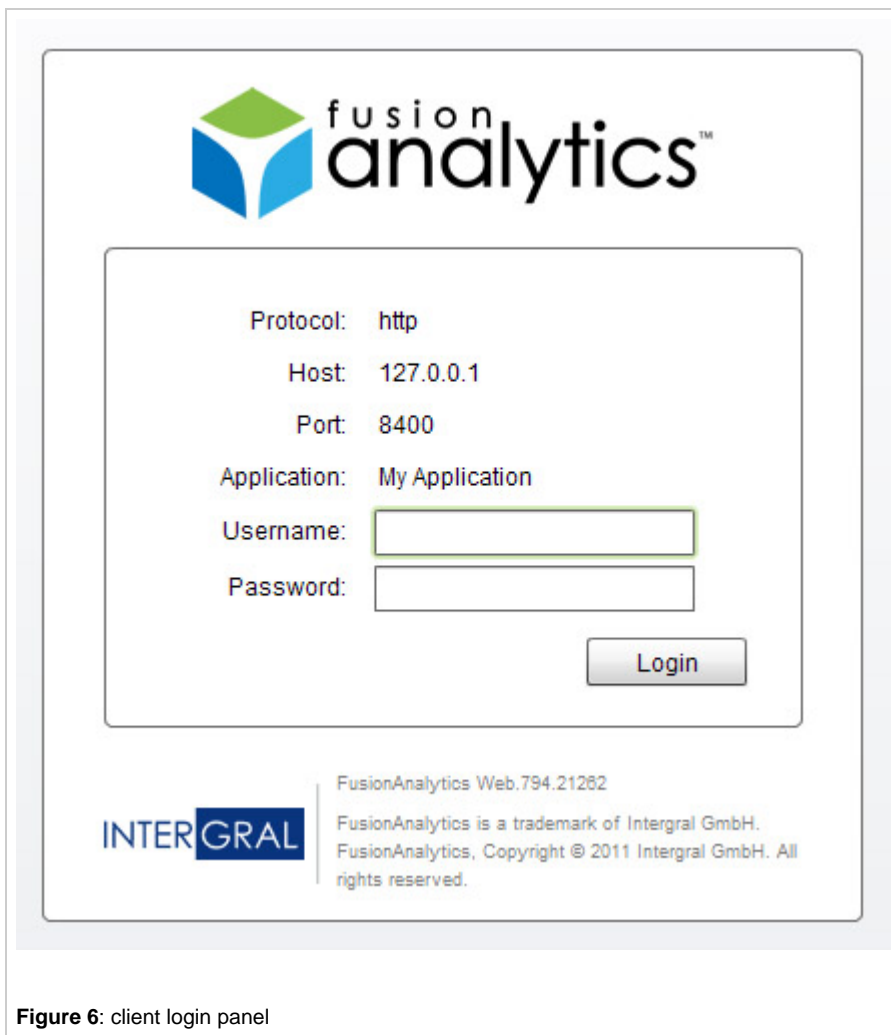 fusion
analytics™
Protocol: http
Host: 127.0.0.1
Port: 8400
Application: My Application
Username:
Password:
Login
INTERGRAL
FusionAnalytics Web.794.21262
FusionAnalytics is a trademark of Intergral GmbH.
FusionAnalytics, Copyright © 2011 Intergral GmbH. All
rights reserved.
Figure 6: client login panel